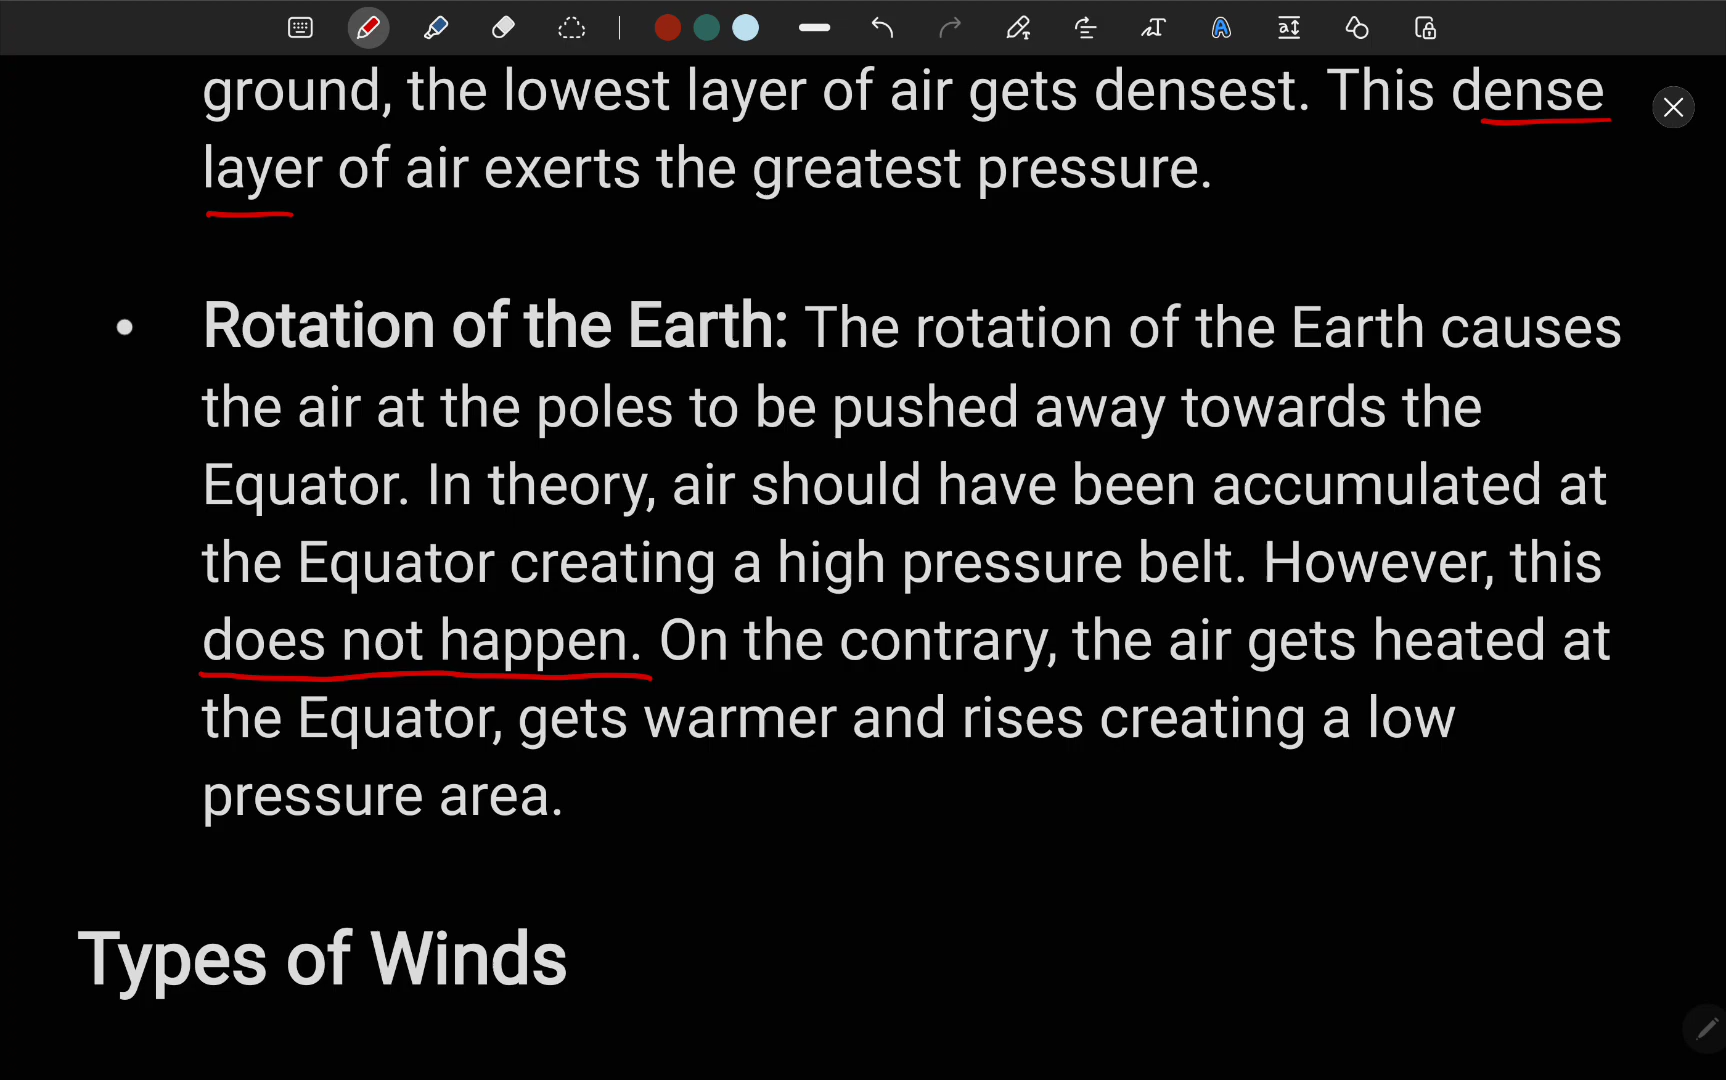 ground, the lowest layer of air gets densest. This dense
layer of air exerts the greatest pressure.
Rotation of the Earth: The rotation of the Earth causes
the air at the poles to be pushed away towards the
Equator. In theory, air should have been accumulated at
the Equator creating a high pressure belt. However, this
does not happen. On the contrary, the air gets heated at
the Equator, gets warmer and rises creating a low
pressure area.
Types of Winds